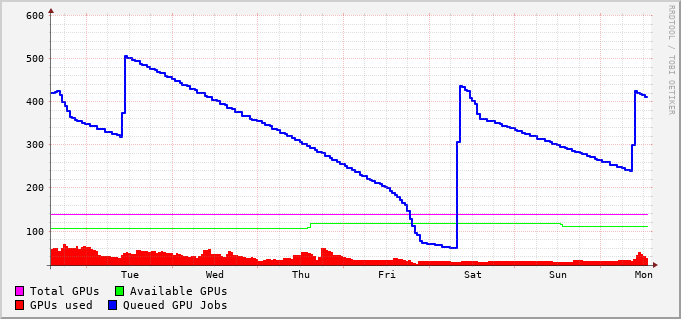 600
500
400
300
200
100
Tue Wed Thu Fri Sat Sun Mon
Total GPUs Available GPUs
GPUs used Queued GPU Jobs
RRDTOOL / TOBI OETIKER